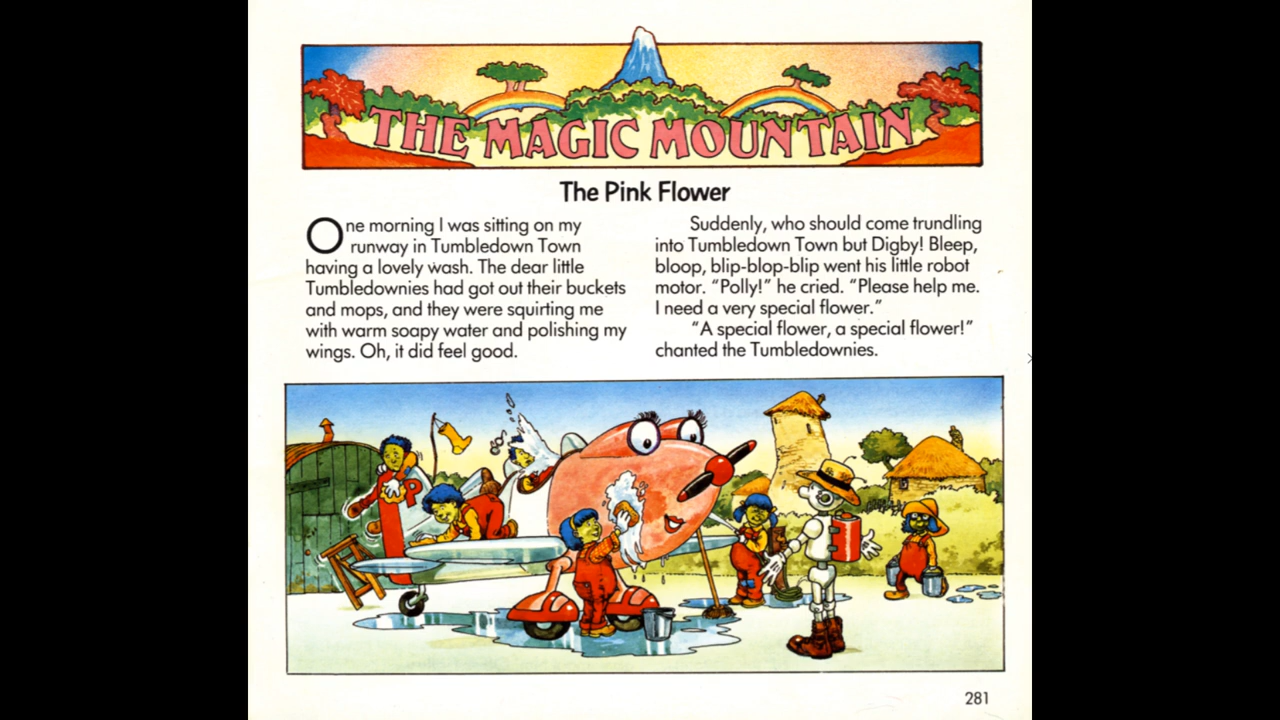 THE MAGIC MOUNTAIN
The Pink Flower
One morning I was sitting on my
runway in Tumbledown Town
having a lovely wash. The dear little
Tumbledownies had got out their buckets
and mops, and they were squirting me
with warm soapy water and polishing my
wings. Oh, it did feel good.
Suddenly, who should come trundling
into Tumbledown Town but Digby! Bleep,
bloop, blip-blop-blip went his little robot
motor. “Polly!” he cried. “Please help me.
I need a very special flower.”
“A special flower, a special flower!”
chanted the Tumbledownies.
P
281